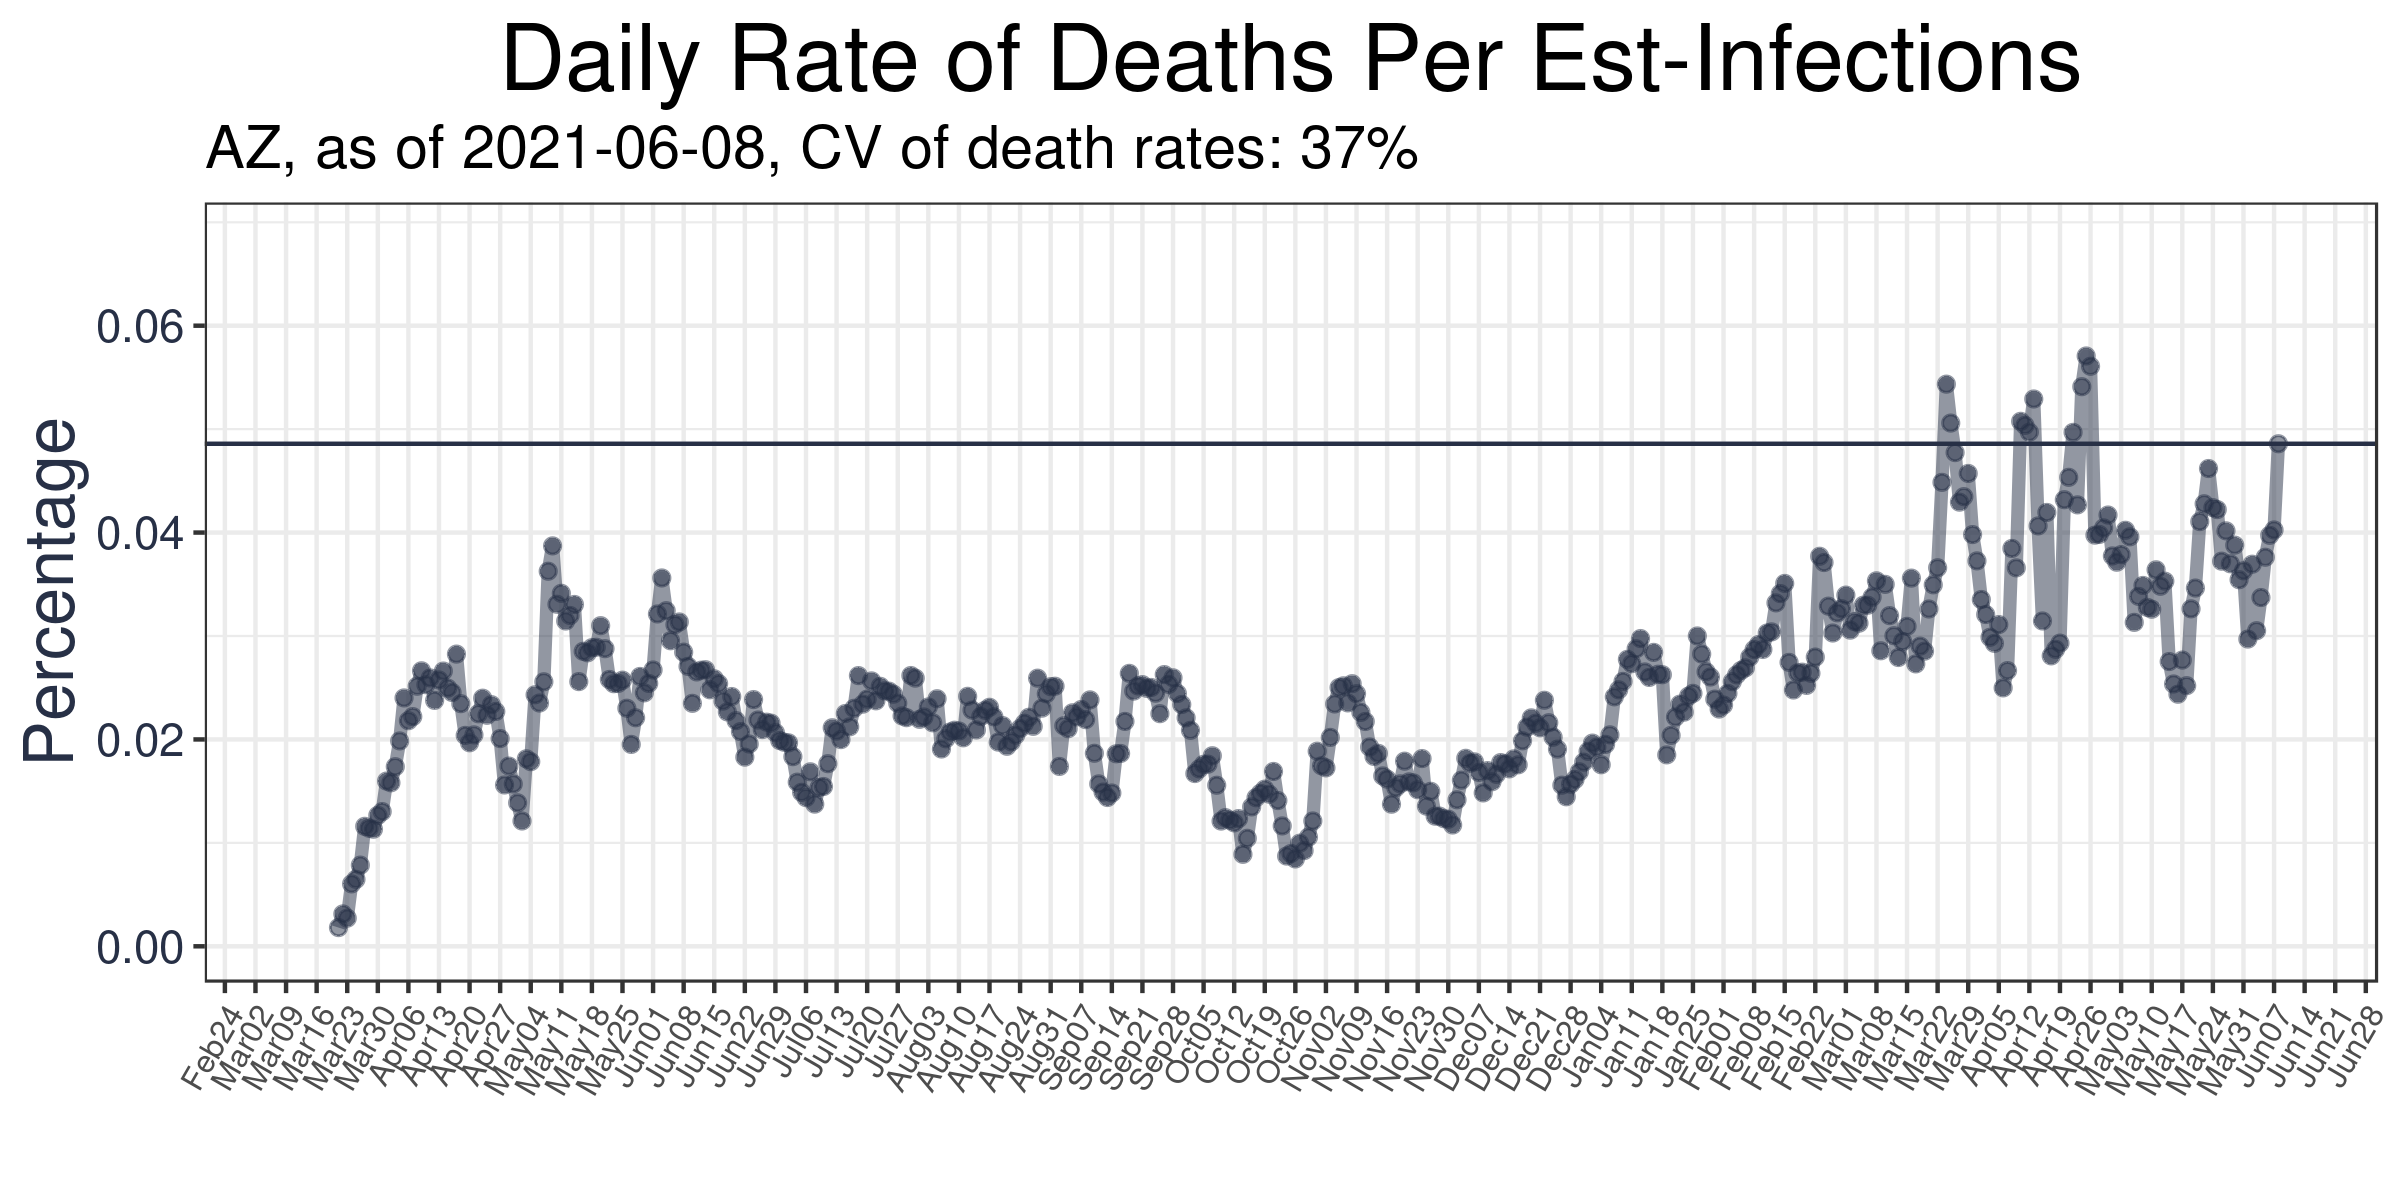 Daily Rate of Deaths Per Est-Infections
AZ, as of 2021-06-08, CV of death rates: 37%
Percentage
0.06
0.04
0.02
0.00
Feb24
Mar02
Mar09
Mar16
Mar23
Mar30
Apr06
Apr13
Apr20
Apr27
May04
May11
May18
May25
Jun01
Jun08
Jun15
Jun22
Jun29
Jul06
Jul13
Jul20
Jul27
Aug03
Aug10
Aug17
Aug24
Aug31
Sep07
Sep14
Sep21
Sep28
Oct05
Oct12
Oct19
Oct26
Nov02
Nov09
Nov16
Nov23
Nov30
Dec07
Dec14
Dec21
Dec28
Jan04
Jan11
Jan18
Jan25
Feb01
Feb08
Feb15
Feb22
Mar01
Mar08
Mar15
Mar22
Mar29
Apr05
Apr12
Apr19
Apr26
May03
May10
May17
May24
May31
Jun07
Jun14
Jun21
Jun28